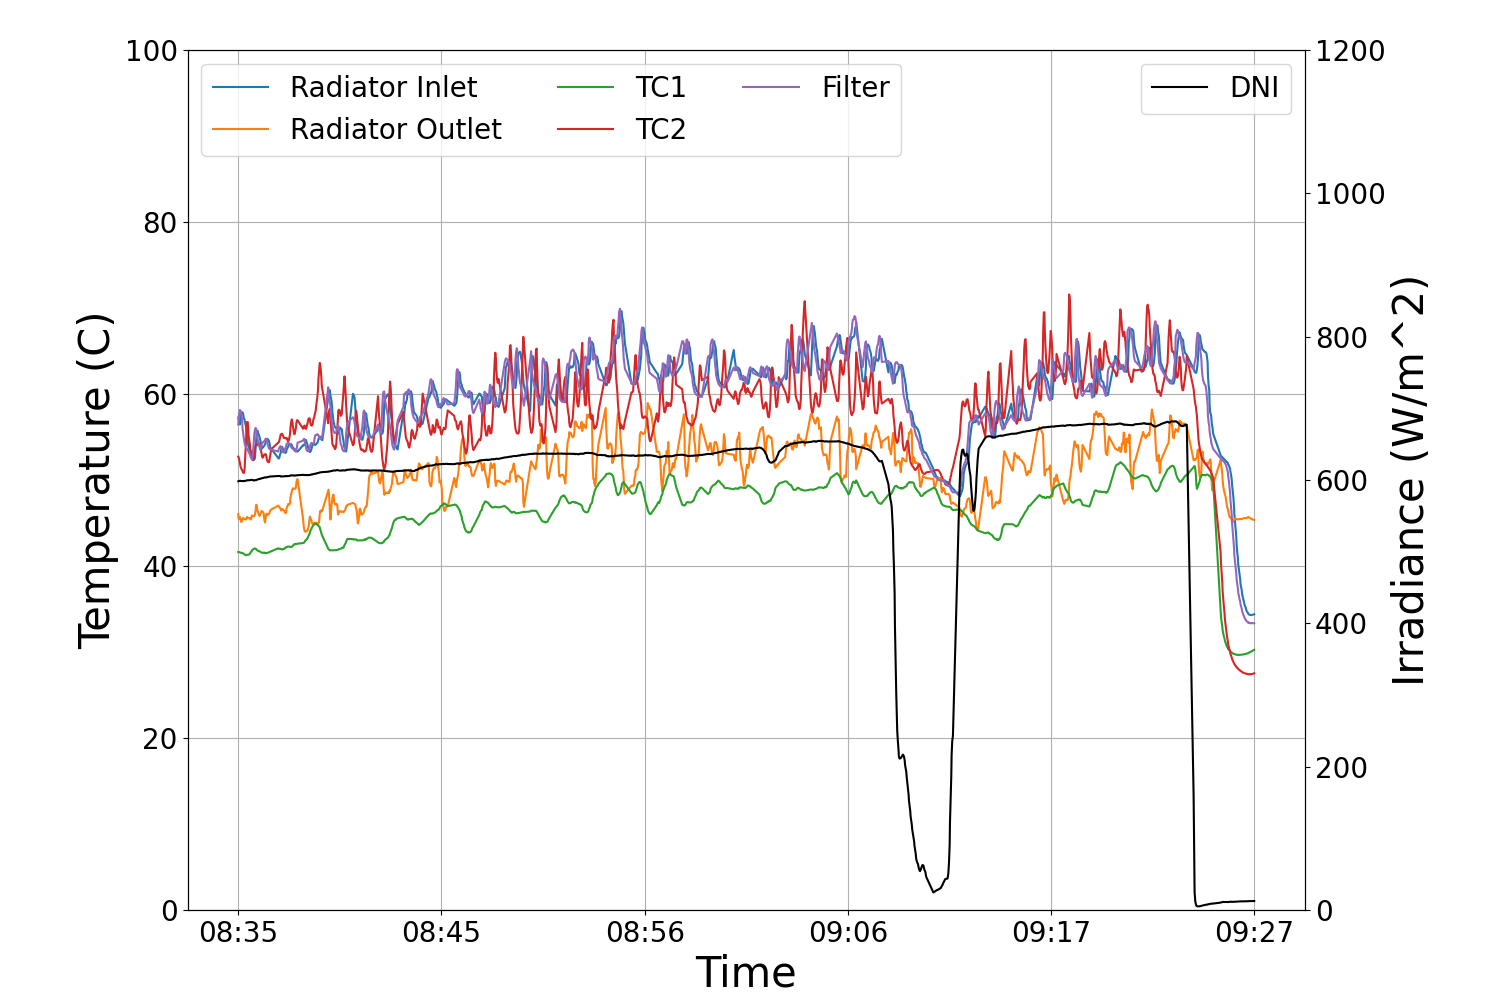 100
80
60
40
20
0
Temperature (C)
Radiator Inlet
Radiator Outlet
TC1
TC2
Filter
DNI
1200
1000
800
600
400
200
0
Irradiance (W/m^2)
08:35 08:45 08:56 09:06 09:17 09:27
Time